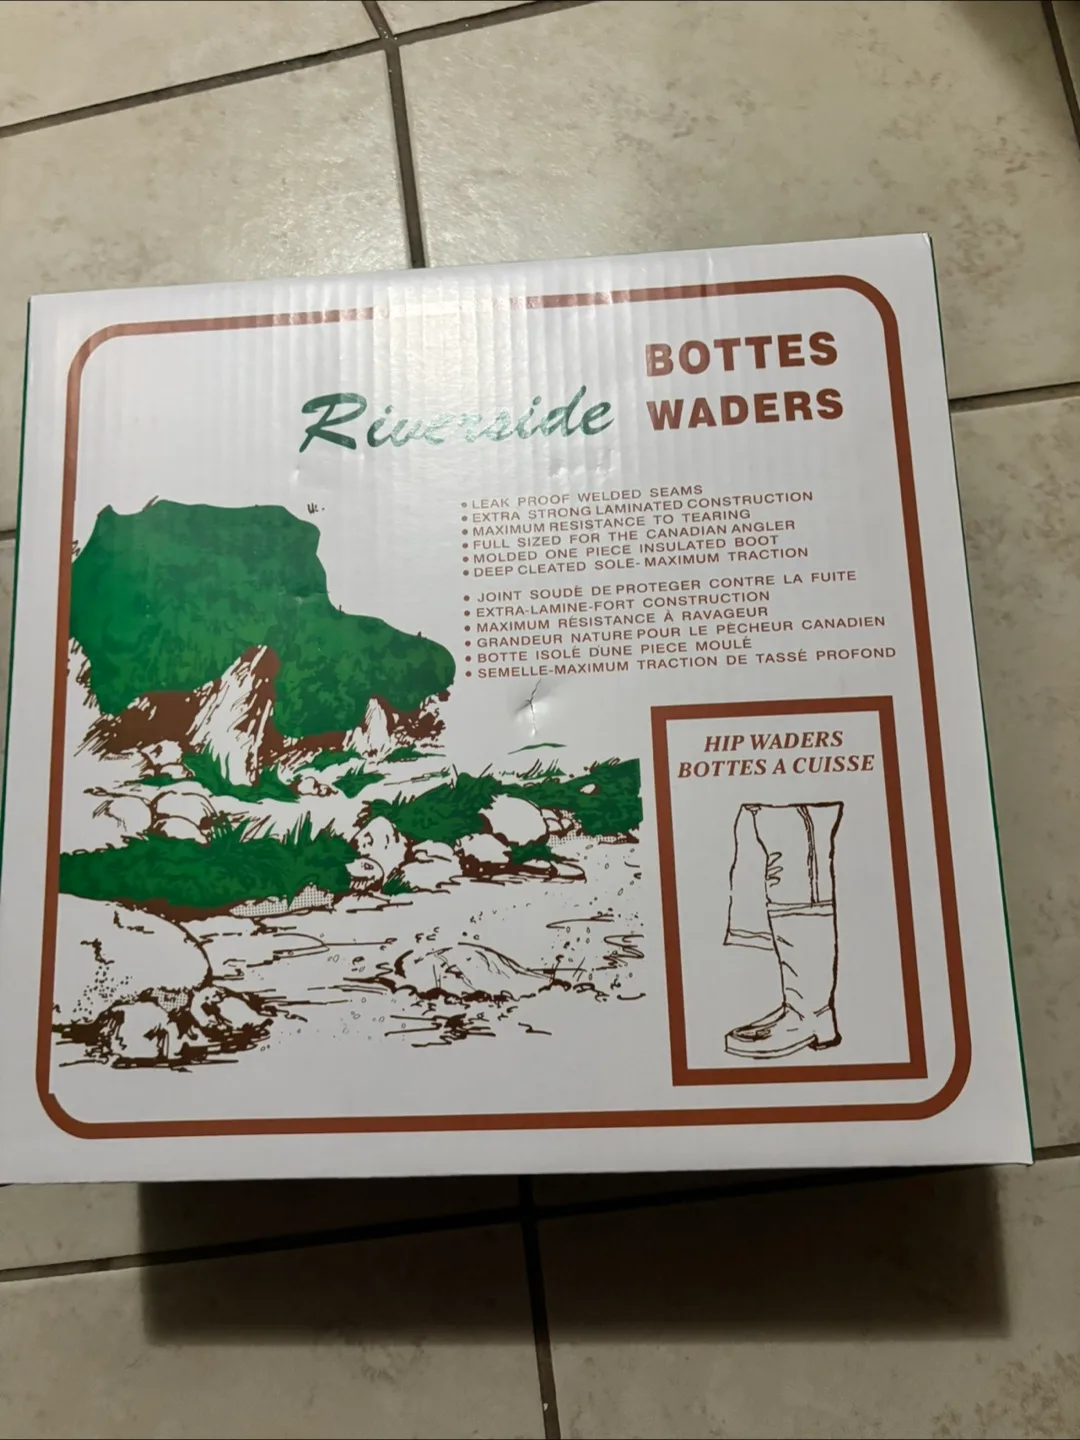 BOTTES
Riverside WADERS
• LEAK PROOF WELDED SEAMS
• EXTRA STRONG LAMINATED CONSTRUCTION
• MAXIMUM RESISTANCE TO TEARING
• FULL SIZED FOR THE CANADIAN ANGLER
• MOLDED ONE PIECE INSULATED BOOT
• DEEP CLEATED SOLE- MAXIMUM TRACTION
• JOINT SOUDÉ DE PROTEGER CONTRE LA FUITE
• EXTRA-LAMINE-FORT CONSTRUCTION
• MAXIMUM RÉSISTANCE À RAVAGEUR
• GRANDEUR NATURE POUR LE PÊCHEUR CANADIEN
• BOTTE ISOLÉ D'UNE PIECE MOULÉ
• SEMELLE-MAXIMUM TRACTION DE TASSÉ PROFOND
HIP WADERS
BOTTES A CUISSE